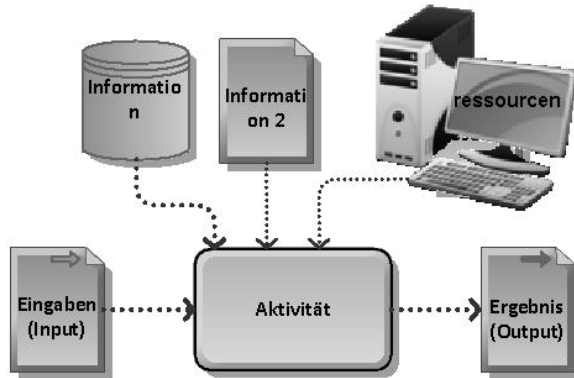 Informatio
n
Informati
on 2
ressourcen
Eingaben
(Input)
Aktivität
Ergebnis
(Output)